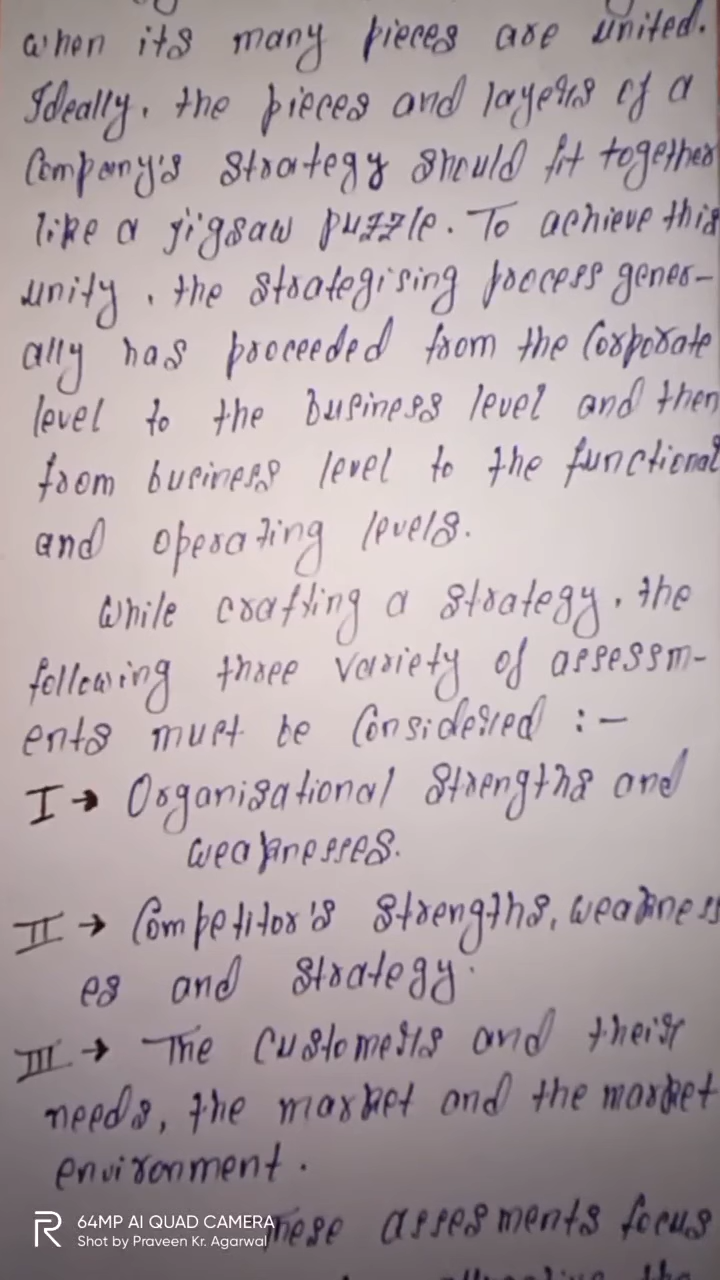 when its many pieces are united.
Ideally, the pieces and layers of a
Company's strategy should fit together
like a jigsaw puzzle. To achieve this
unity, the strategising process gener-
ally has proceeded from the Corporate
level to the business level and then
from business level to the functional
and operating levels.
While crafting a strategy, the
following three variety of assessm-
ents must be Considered :-
I → Organisational strengths and
weaknesses.
II → Competitor's strengths, weakness
es and strategy.
III → The Customers and their
needs, the market and the market
environment.
These assesments focus
64MP AI QUAD CAMERA
Shot by Praveen Kr. Agarwal
the